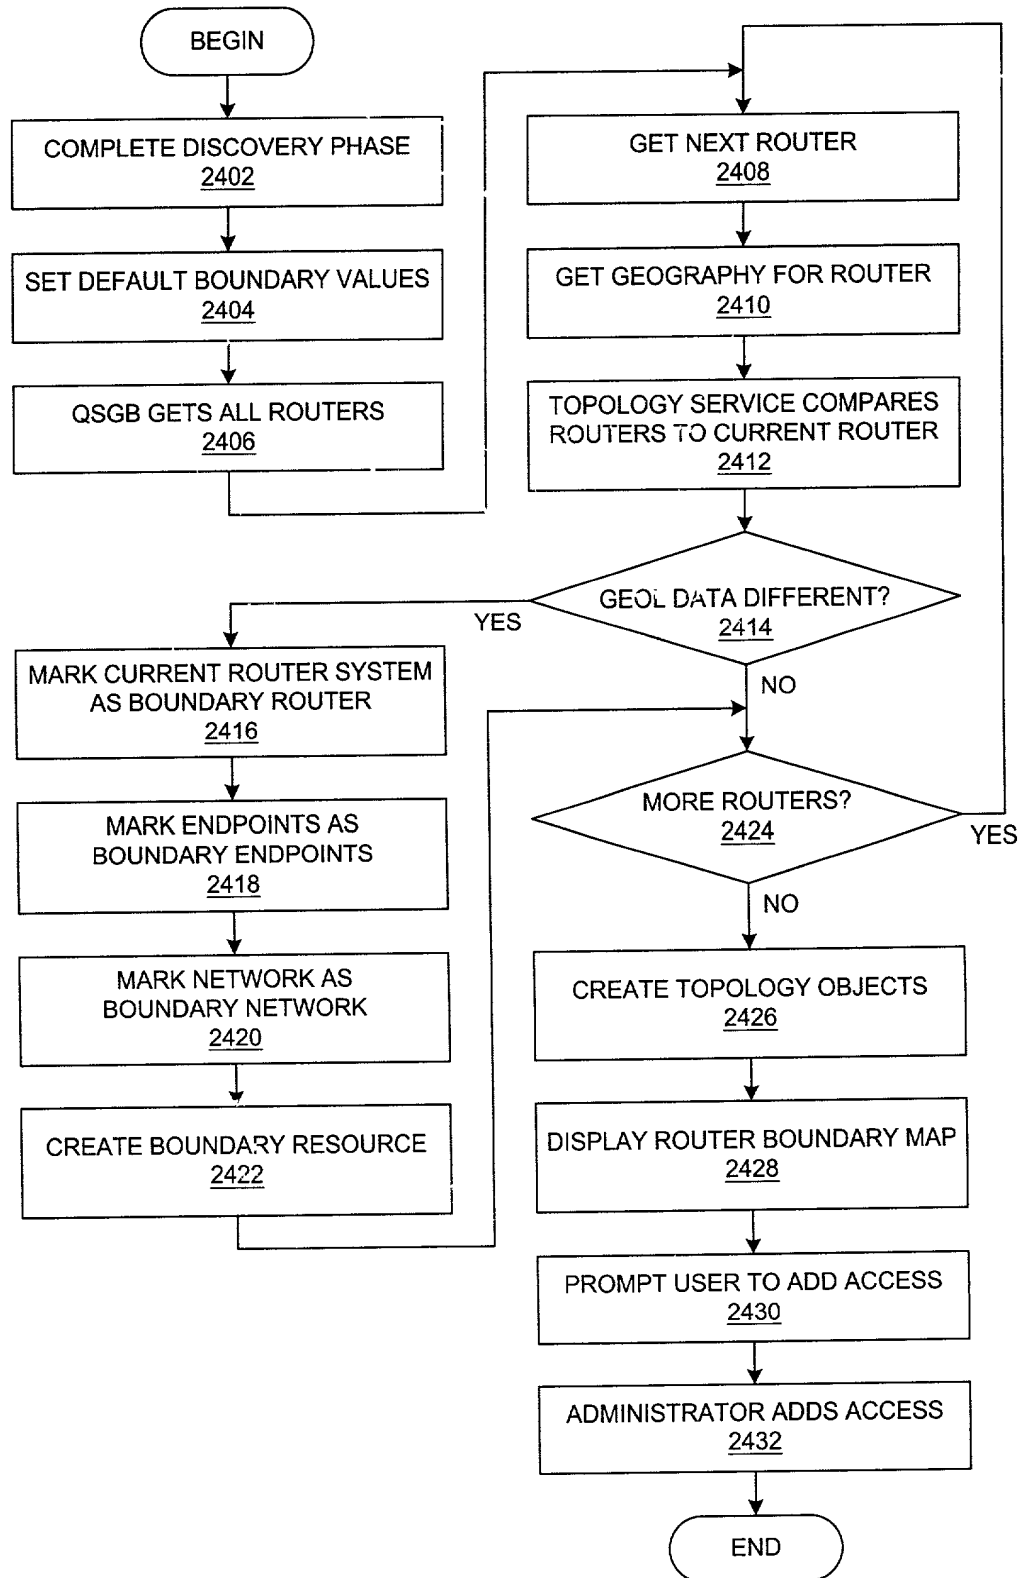 BEGIN
COMPLETE DISCOVERY PHASE
2402
SET DEFAULT BOUNDARY VALUES
2404
QSGB GETS ALL ROUTERS
2406
GET NEXT ROUTER
2408
GET GEOGRAPHY FOR ROUTER
2410
TOPOLOGY SERVICE COMPARES
ROUTERS TO CURRENT ROUTER
2412
GEOL DATA DIFFERENT?
2414
YES
NO
MARK CURRENT ROUTER SYSTEM
AS BOUNDARY ROUTER
2416
MARK ENDPOINTS AS
BOUNDARY ENDPOINTS
2418
MARK NETWORK AS
BOUNDARY NETWORK
2420
CREATE BOUNDARY RESOURCE
2422
MORE ROUTERS?
2424
YES
NO
CREATE TOPOLOGY OBJECTS
2426
DISPLAY ROUTER BOUNDARY MAP
2428
PROMPT USER TO ADD ACCESS
2430
ADMINISTRATOR ADDS ACCESS
2432
END